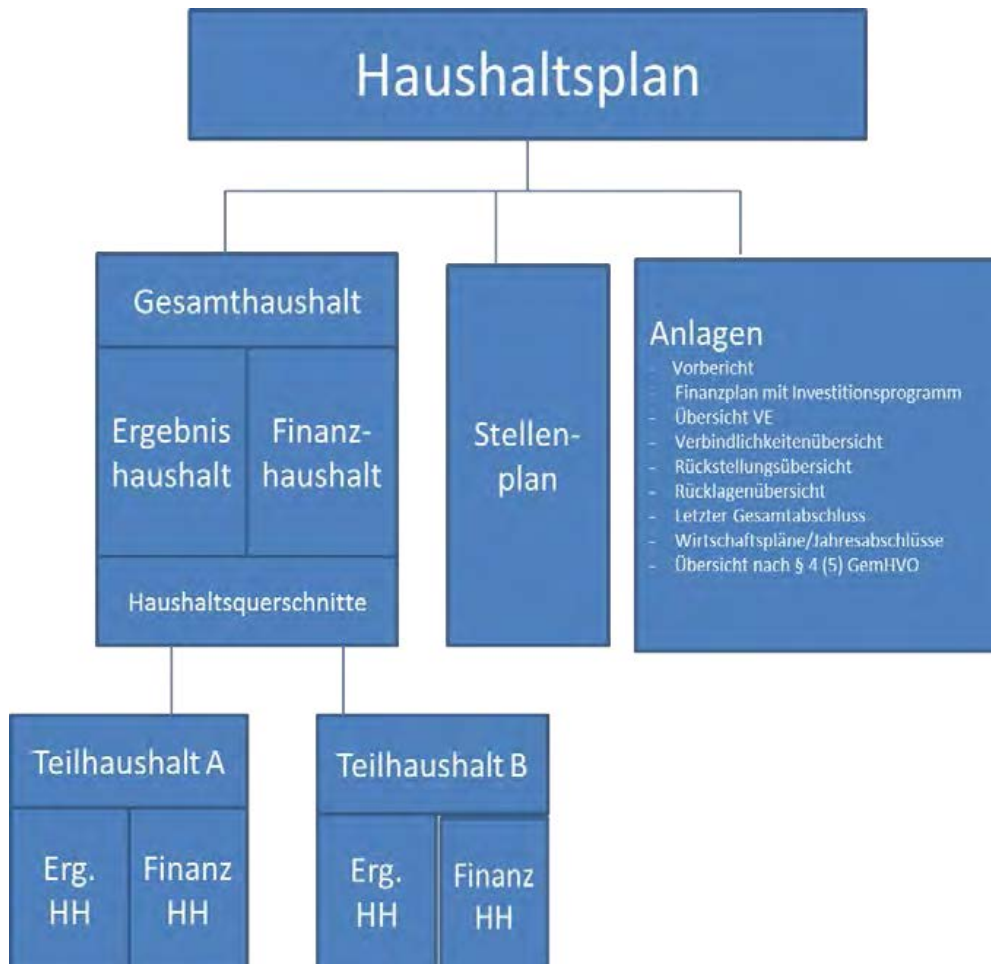 Haushaltsplan
Gesamthaushalt
Ergebnis
haushalt
Finanz-
haushalt
Haushaltsquerschnitte
Stellen-
plan
Anlagen
- Vorbericht
- Finanzplan mit Investitionsprogramm
- Übersicht VE
- Verbindlichkeitenübersicht
- Rückstellungsübersicht
- Rücklagenübersicht
- Letzter Gesamtabschluss
- Wirtschaftspläne/Jahresabschlüsse
- Übersicht nach § 4 (5) GemHVO
Teilhaushalt A
Erg.
HH
Finanz
HH
Teilhaushalt B
Erg.
HH
Finanz
HH